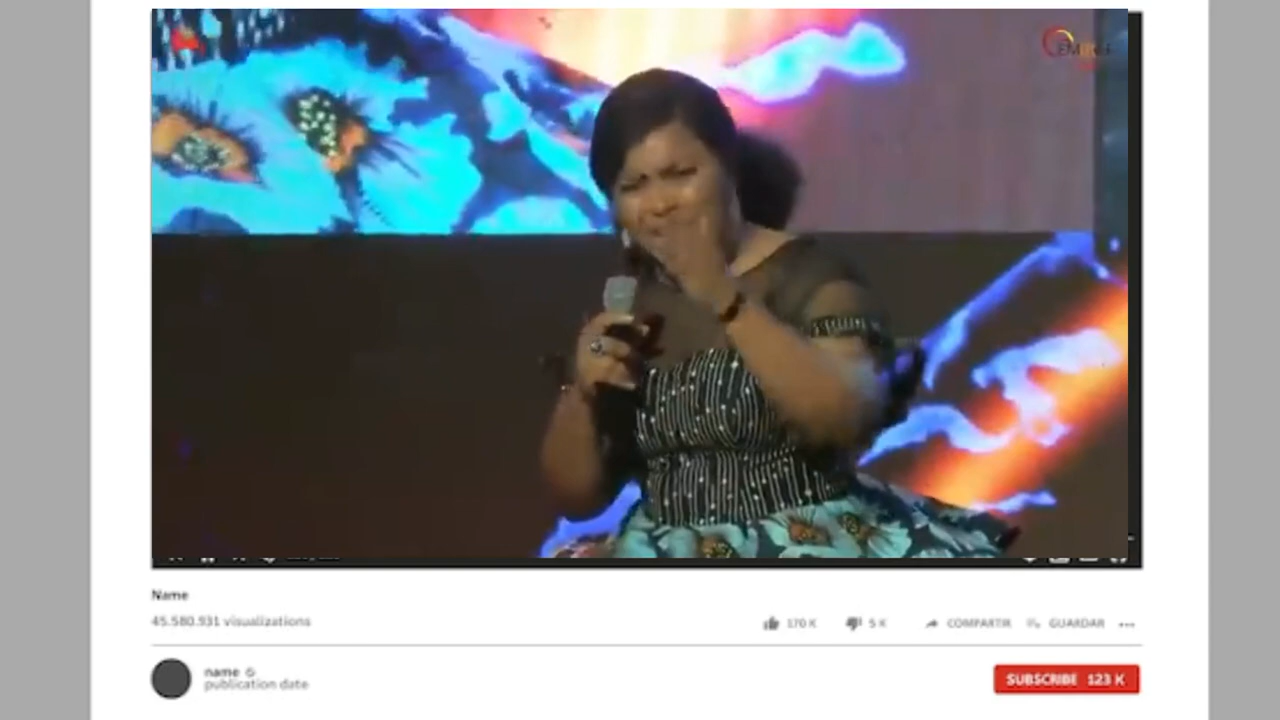 Name
45.580.931 visualizations
170 K
5 K
COMPARTIR
GUARDAR
name
publication date
SUBSCRIBE 123 K